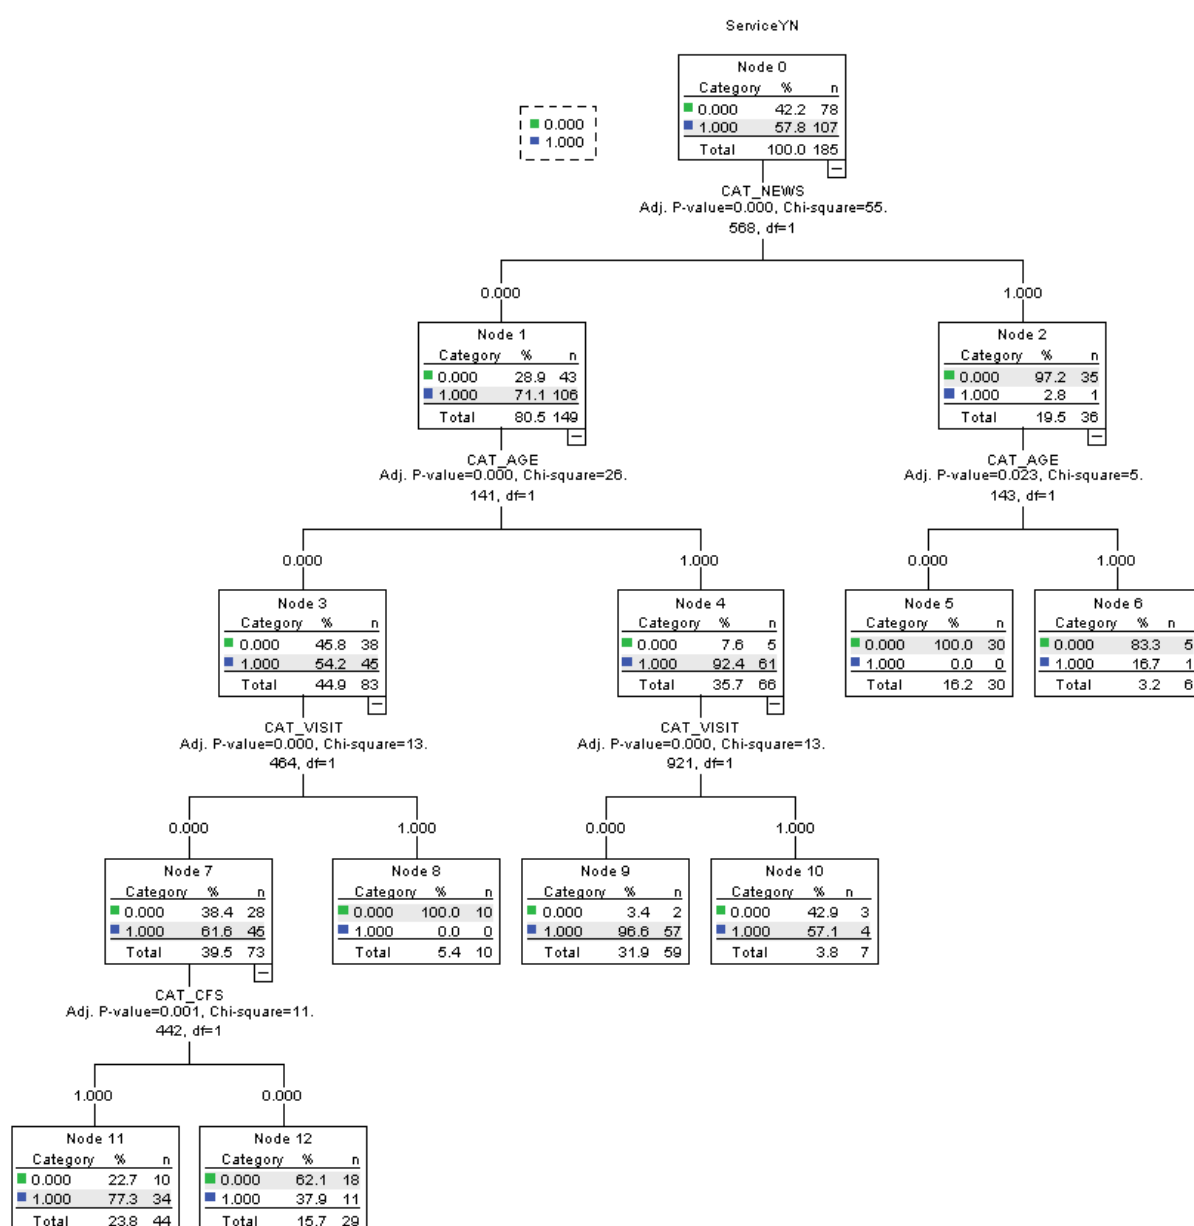 ServiceYN
Node 0
Category % n
0.000 42.2 78
1.000 57.8 107
Total 100.0 185
0.000
1.000
CAT_NEWS
Adj. P-value=0.000, Chi-square=55.
568, df=1
0.000
1.000
Node 1
Category % n
0.000 28.9 43
1.000 71.1 106
Total 80.5 149
Node 2
Category % n
0.000 97.2 35
1.000 2.8 1
Total 19.5 36
CAT_AGE
Adj. P-value=0.000, Chi-square=26.
141, df=1
CAT_AGE
Adj. P-value=0.023, Chi-square=5.
143, df=1
0.000
1.000
0.000
1.000
Node 3
Category % n
0.000 45.8 38
1.000 54.2 45
Total 44.9 83
Node 4
Category % n
0.000 7.6 5
1.000 92.4 61
Total 35.7 66
Node 5
Category % n
0.000 100.0 30
1.000 0.0 0
Total 16.2 30
Node 6
Category % n
0.000 83.3 5
1.000 16.7 1
Total 3.2 6
CAT_VISIT
Adj. P-value=0.000, Chi-square=13.
464, df=1
CAT_VISIT
Adj. P-value=0.000, Chi-square=13.
921, df=1
0.000
1.000
0.000
1.000
Node 7
Category % n
0.000 38.4 28
1.000 61.6 45
Total 39.5 73
Node 8
Category % n
0.000 100.0 10
1.000 0.0 0
Total 5.4 10
Node 9
Category % n
0.000 3.4 2
1.000 96.6 57
Total 31.9 59
Node 10
Category % n
0.000 42.9 3
1.000 57.1 4
Total 3.8 7
CAT_CFS
Adj. P-value=0.001, Chi-square=11.
442, df=1
1.000
0.000
Node 11
Category % n
0.000 22.7 10
1.000 77.3 34
Total 23.8 44
Node 12
Category % n
0.000 62.1 18
1.000 37.9 11
Total 15.7 29